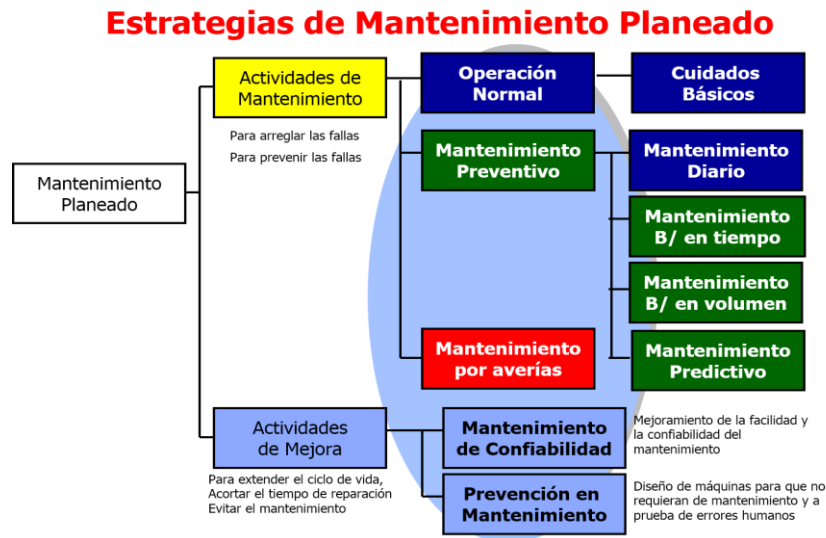 Estrategias de Mantenimiento Planeado
Mantenimiento
Planeado
Actividades de
Mantenimiento
Para arreglar las fallas
Para prevenir las fallas
Operación
Normal
Cuidados
Básicos
Mantenimiento
Preventivo
Mantenimiento
Diario
Mantenimiento
B/ en tiempo
Mantenimiento
B/ en volumen
Mantenimiento
Predictivo
Mantenimiento
por averías
Actividades
de Mejora
Para extender el ciclo de vida,
Acortar el tiempo de reparación
Evitar el mantenimiento
Mantenimiento
de Confiabilidad
Mejoramiento de la facilidad y
la confiabilidad del
mantenimiento
Prevención en
Mantenimiento
Diseño de máquinas para que no
requieran de mantenimiento y a
prueba de errores humanos